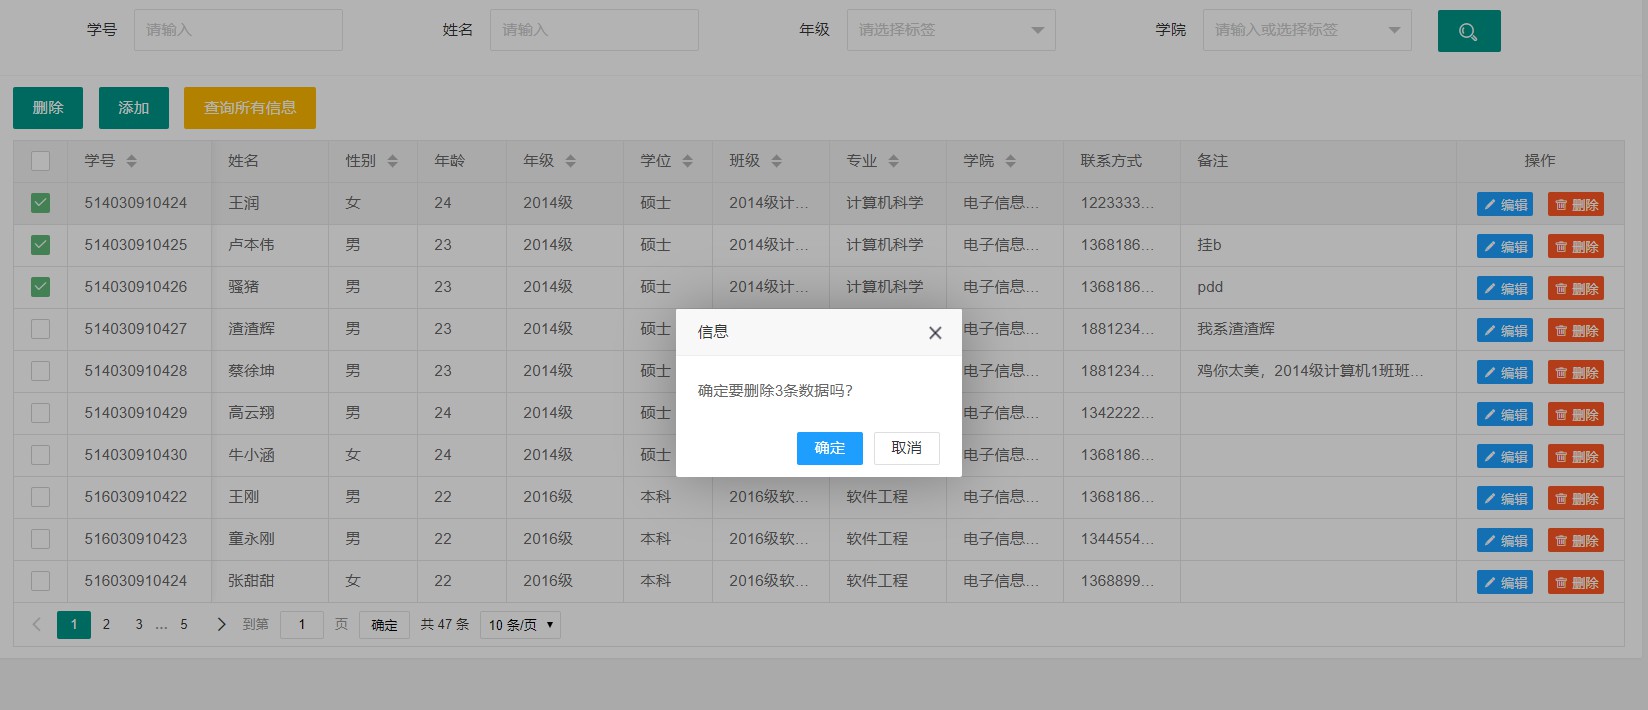 学号 请输入 姓名 请输入 年级 请选择标签 学院 请输入或选择标签
删除 添加 查询所有信息
学号 姓名 性别 年龄 年级 学位 班级 专业 学院 联系方式 备注 操作
514030910424 王润 女 24 2014级 硕士 2014级计... 计算机科学 电子信息... 1223333... 编辑 删除
514030910425 卢本伟 男 23 2014级 硕士 2014级计... 计算机科学 电子信息... 1368186... 挂b 编辑 删除
514030910426 骚猪 男 23 2014级 硕士 2014级计... 计算机科学 电子信息... 1368186... pdd 编辑 删除
514030910427 渣渣辉 男 23 2014级 硕士 电子信息... 1881234... 我系渣渣辉 编辑 删除
514030910428 蔡徐坤 男 23 2014级 硕士 电子信息... 1881234... 鸡你太美，2014级计算机1班班... 编辑 删除
514030910429 高云翔 男 24 2014级 硕士 电子信息... 1342222... 编辑 删除
514030910430 牛小涵 女 24 2014级 硕士 电子信息... 1368186... 编辑 删除
516030910422 王刚 男 22 2016级 本科 2016级软... 软件工程 电子信息... 1368186... 编辑 删除
516030910423 童永刚 男 22 2016级 本科 2016级软... 软件工程 电子信息... 1344554... 编辑 删除
516030910424 张甜甜 女 22 2016级 本科 2016级软... 软件工程 电子信息... 1368899... 编辑 删除
信息
确定要删除3条数据吗？
确定 取消
1 2 3 ... 5 到第 1 页 确定 共 47 条 10 条/页